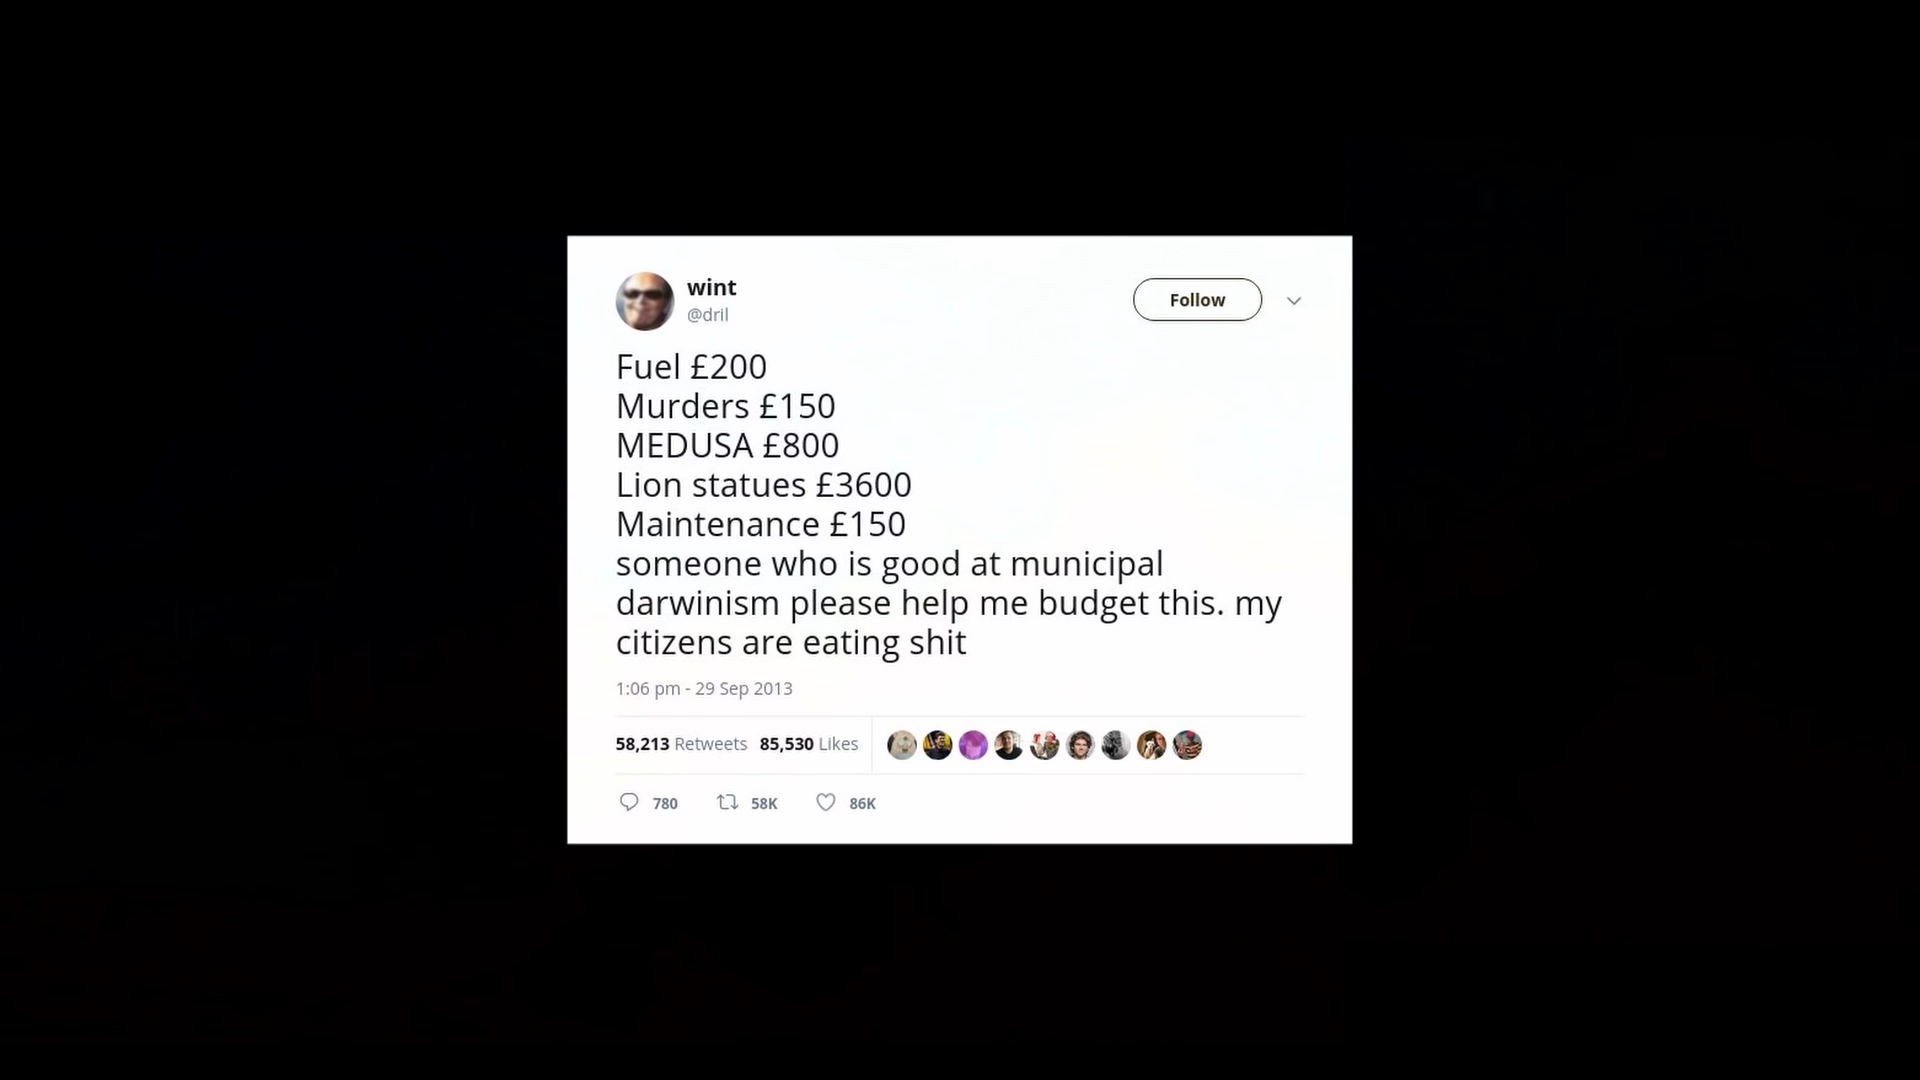 wint
@dril
Follow
Fuel £200
Murders £150
MEDUSA £800
Lion statues £3600
Maintenance £150
someone who is good at municipal
darwinism please help me budget this. my
citizens are eating shit
1:06 pm - 29 Sep 2013
58,213 Retweets 85,530 Likes
780 58K 86K